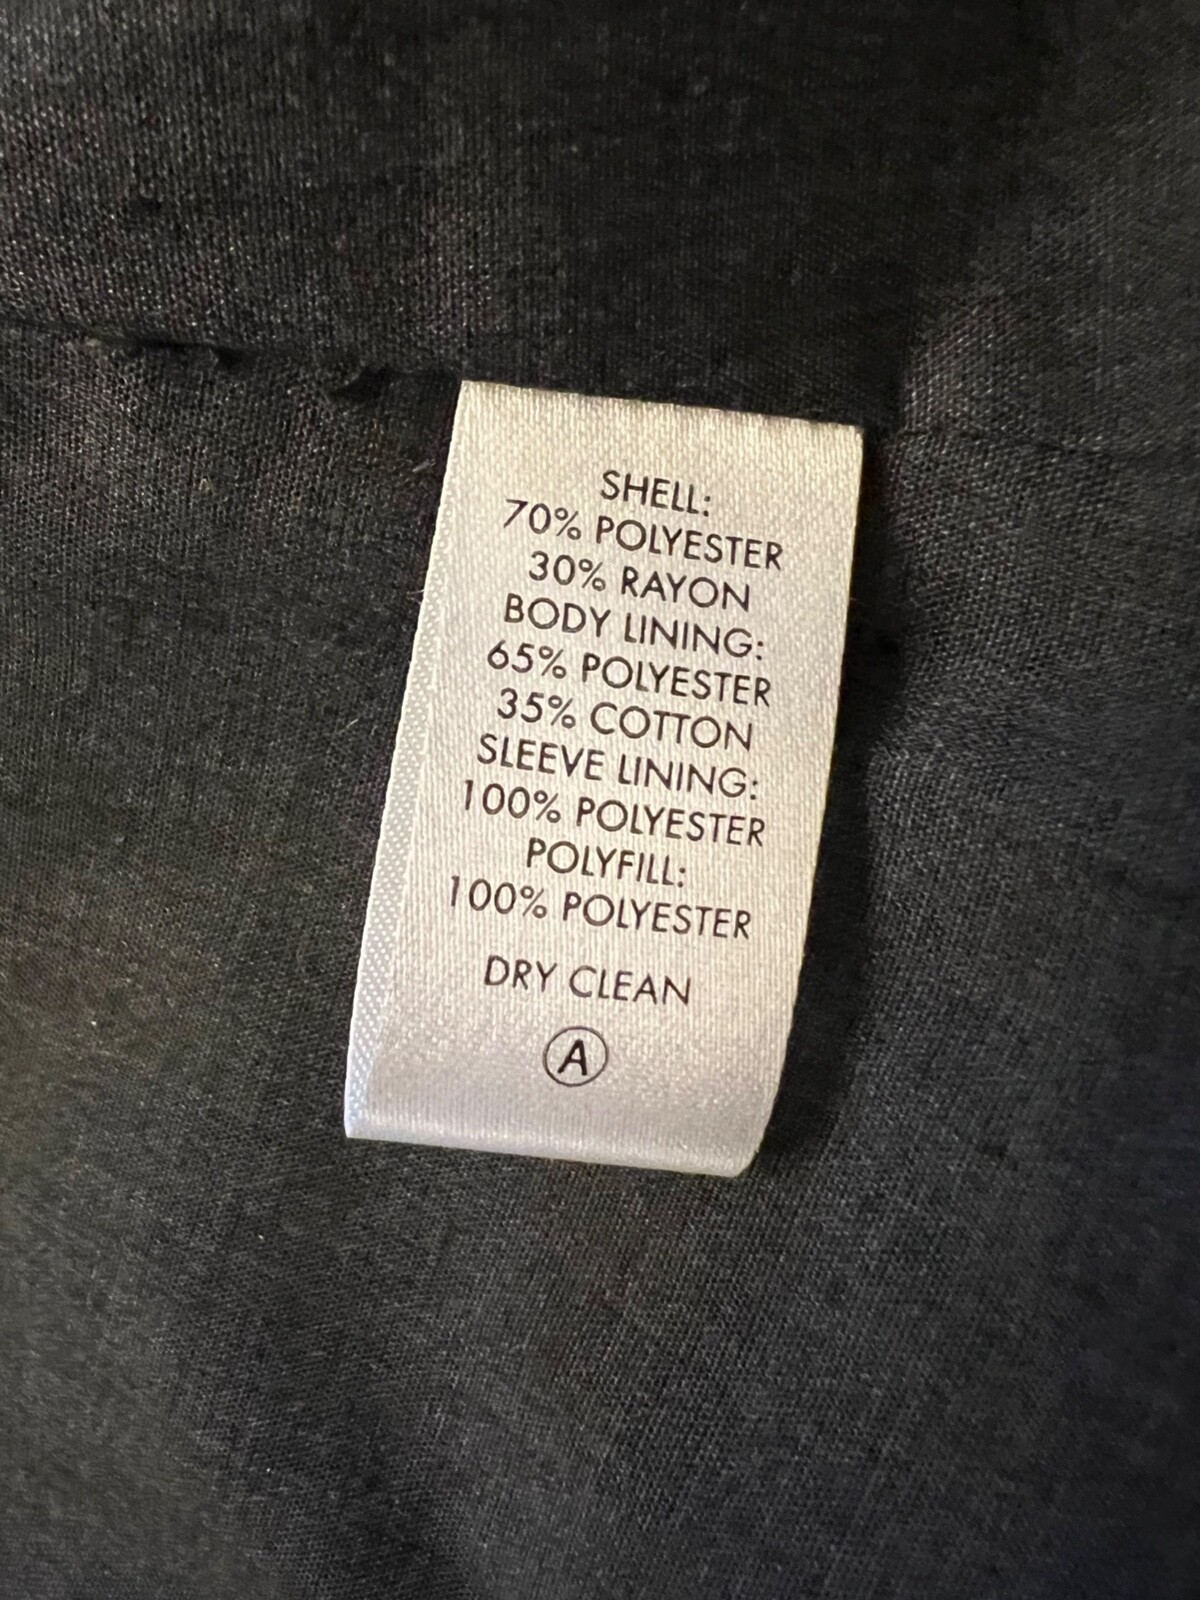 SHELL:
70% POLYESTER
30% RAYON
BODY LINING:
65% POLYESTER
35% COTTON
SLEEVE LINING:
100% POLYESTER
POLYFILL:
100% POLYESTER
DRY CLEAN
A